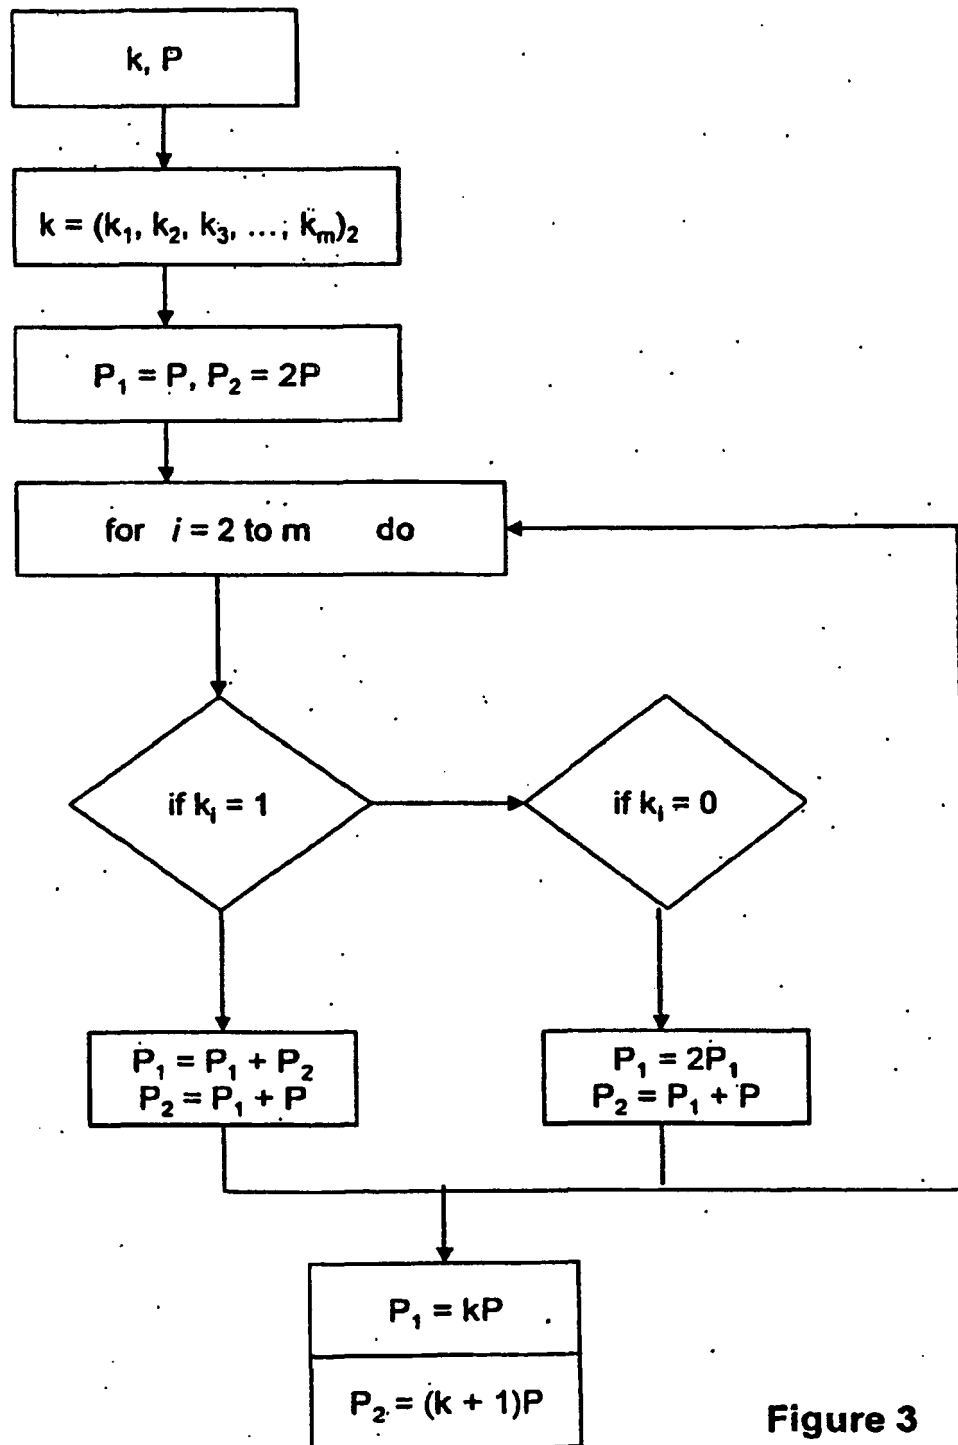 k, P
k = (k₁, k₂, k₃, ...; kₘ)₂
P₁ = P, P₂ = 2P
for i = 2 to m do
if kᵢ = 1
if kᵢ = 0
P₁ = P₁ + P₂
P₂ = P₁ + P
P₁ = 2P₁
P₂ = P₁ + P
P₁ = kP
P₂ = (k + 1)P
Figure 3